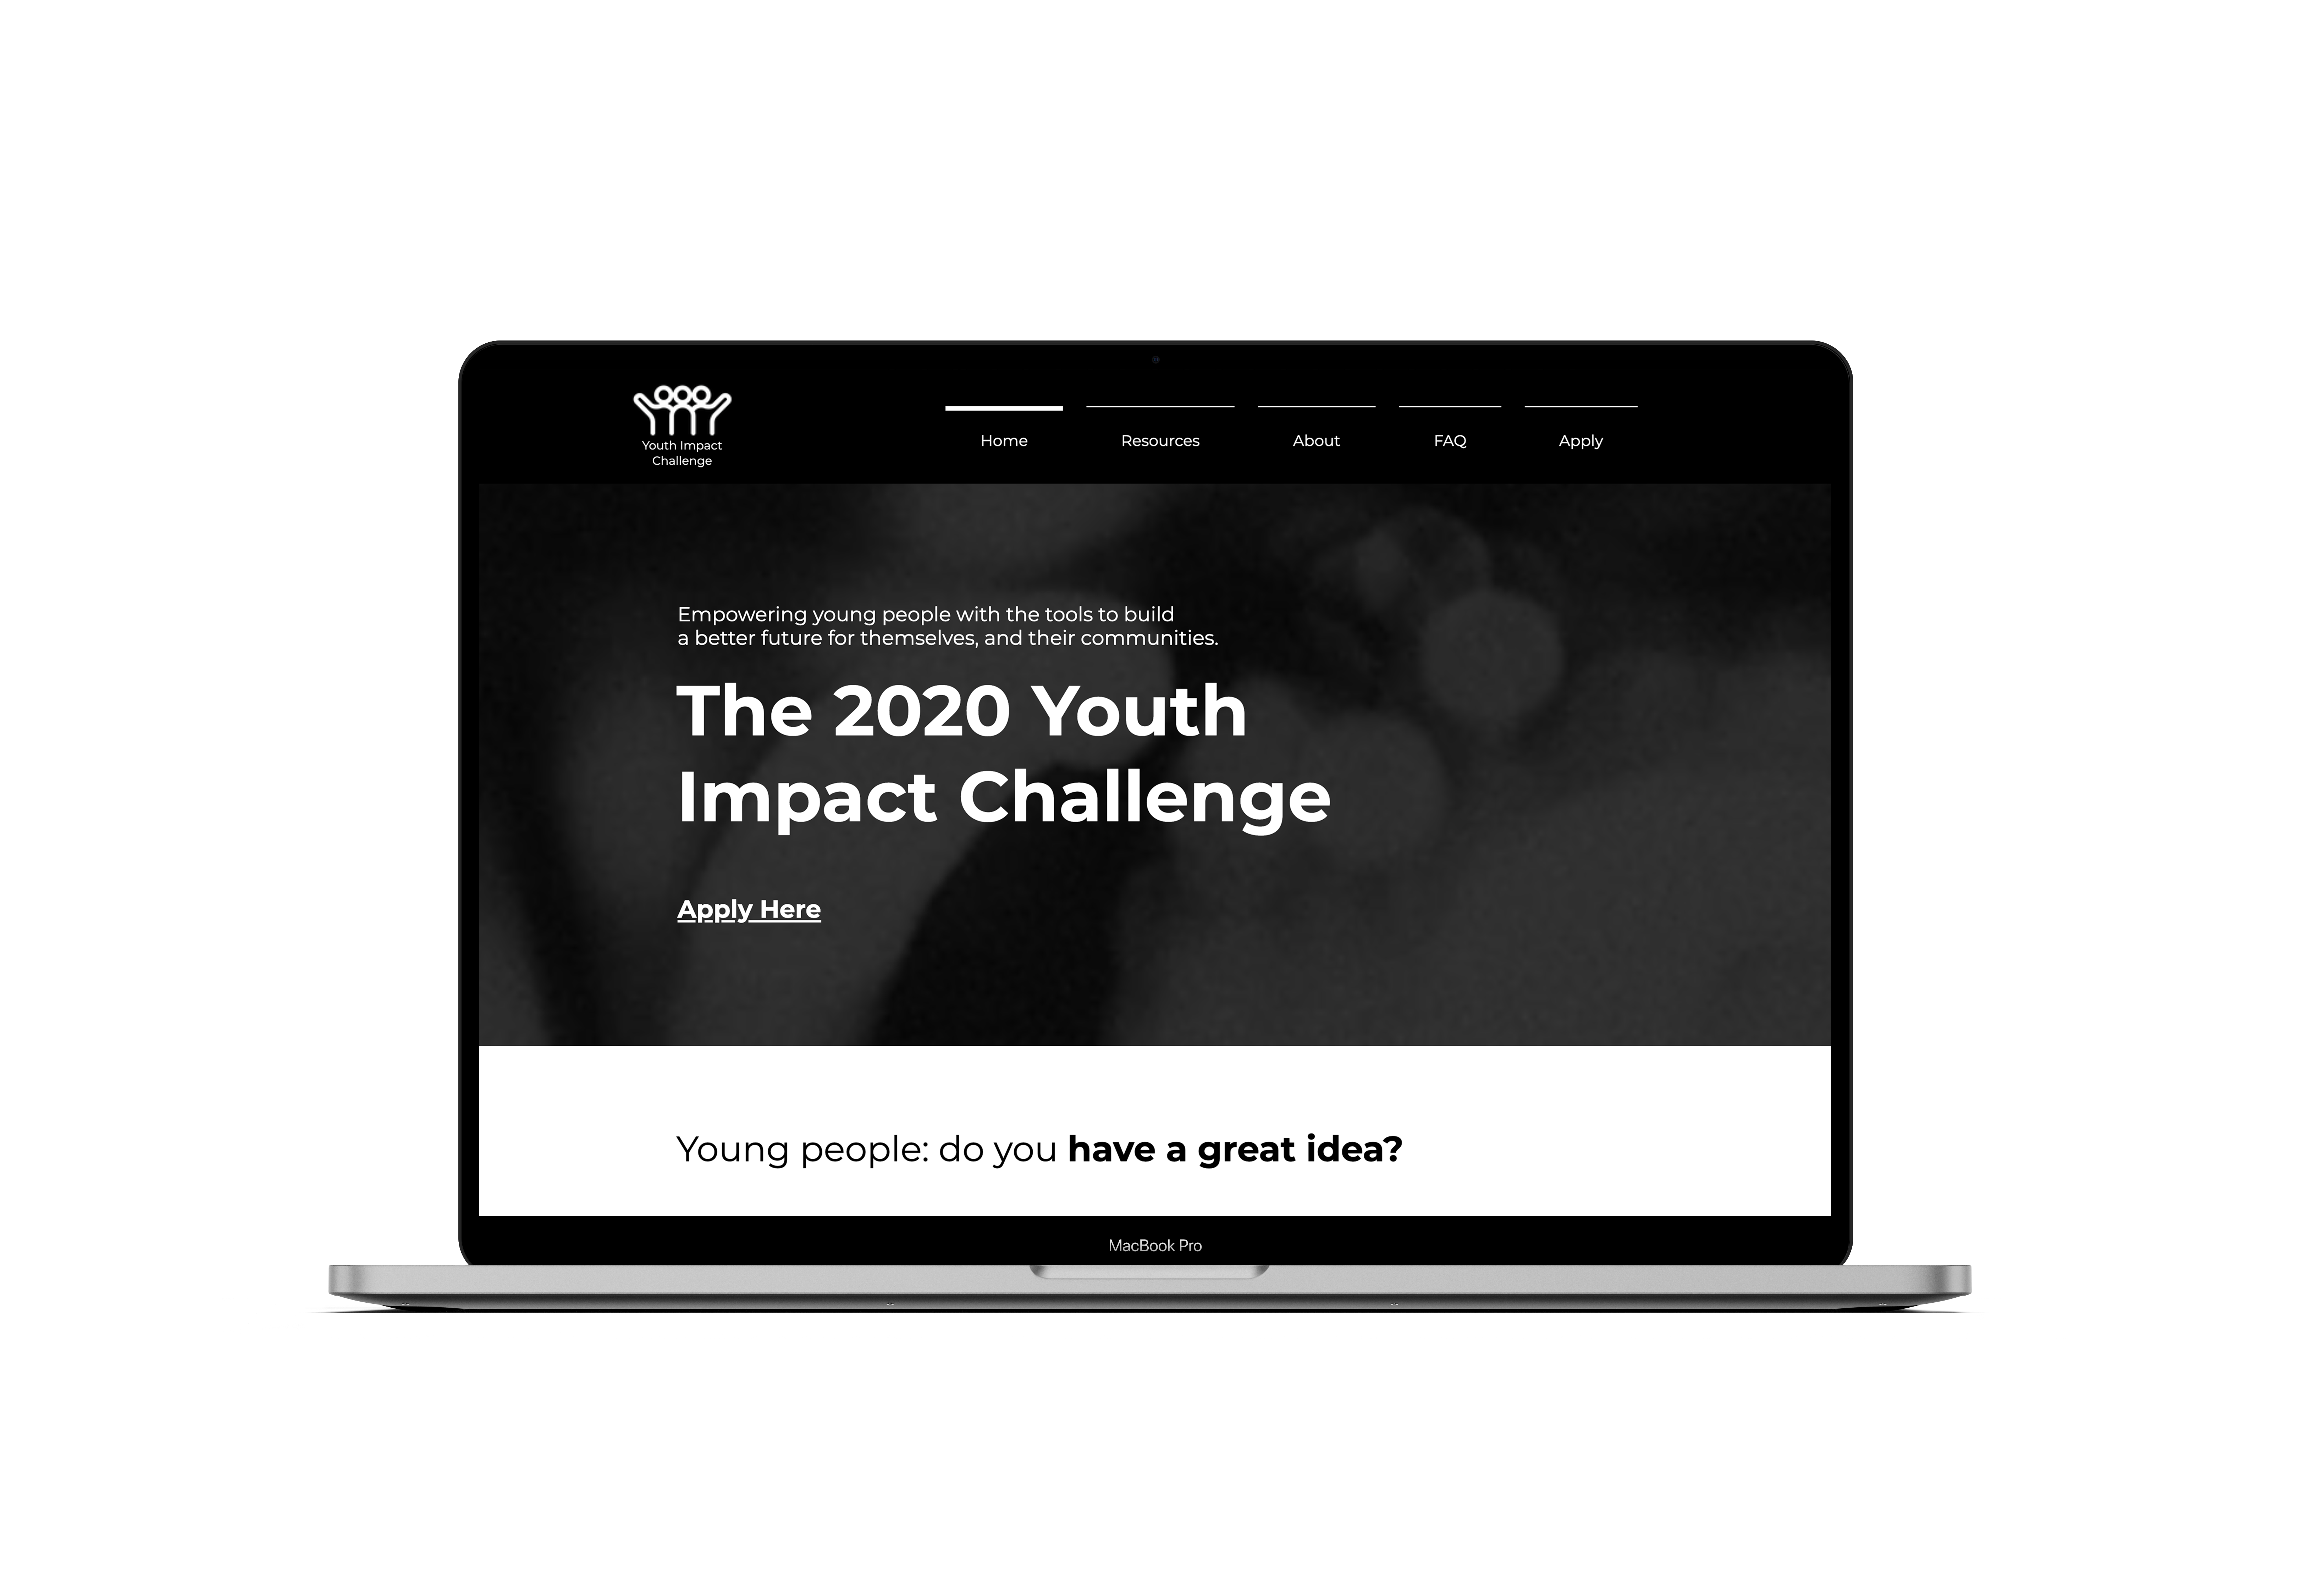 Youth Impact
Challenge
Home
Resources
About
FAQ
Apply
Empowering young people with the tools to build
a better future for themselves, and their communities.
The 2020 Youth
Impact Challenge
Apply Here
Young people: do you have a great idea?
MacBook Pro